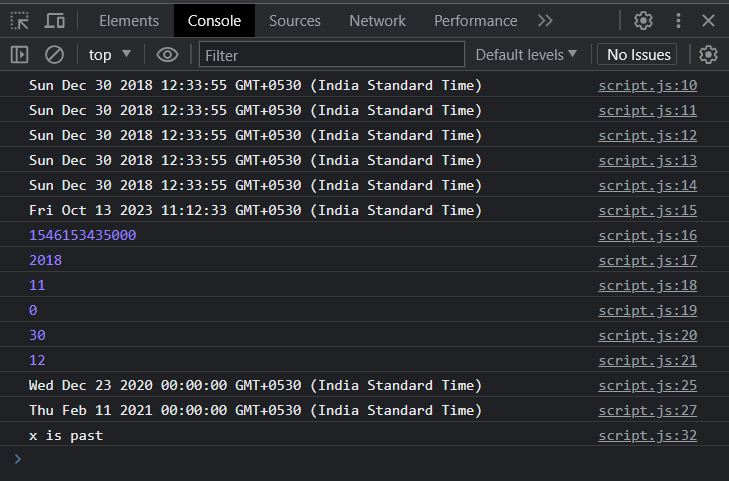 Elements Console Sources Network Performance
top Filter Default levels No Issues
Sun Dec 30 2018 12:33:55 GMT+0530 (India Standard Time) script.js:10
Sun Dec 30 2018 12:33:55 GMT+0530 (India Standard Time) script.js:11
Sun Dec 30 2018 12:33:55 GMT+0530 (India Standard Time) script.js:12
Sun Dec 30 2018 12:33:55 GMT+0530 (India Standard Time) script.js:13
Sun Dec 30 2018 12:33:55 GMT+0530 (India Standard Time) script.js:14
Fri Oct 13 2023 11:12:33 GMT+0530 (India Standard Time) script.js:15
1546153435000 script.js:16
2018 script.js:17
11 script.js:18
0 script.js:19
30 script.js:20
12 script.js:21
Wed Dec 23 2020 00:00:00 GMT+0530 (India Standard Time) script.js:25
Thu Feb 11 2021 00:00:00 GMT+0530 (India Standard Time) script.js:27
x is past script.js:32